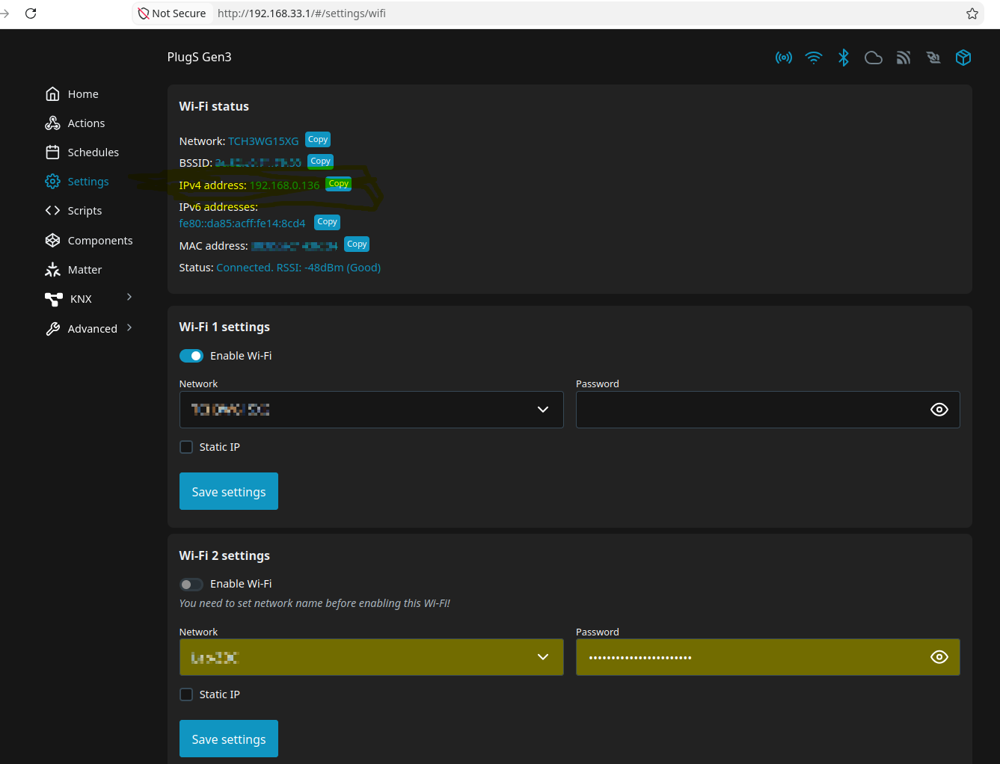 Not Secure http://192.168.33.1/#/settings/wifi
PlugS Gen3
Home
Actions
Schedules
Settings
Scripts
Components
Matter
KNX
Advanced
Wi-Fi status
Network: TCH3WG15XG Copy
BSSID: Copy
IPv4 address: 192.168.0.136 Copy
IPv6 addresses:
fe80::da85:acff:fe14:8cd4 Copy
MAC address: Copy
Status: Connected. RSSI: -48dBm (Good)
Wi-Fi 1 settings
Enable Wi-Fi
Network Password
Static IP
Save settings
Wi-Fi 2 settings
Enable Wi-Fi
You need to set network name before enabling this Wi-Fi!
Network Password
•••••••••••••••••••••••
Static IP
Save settings